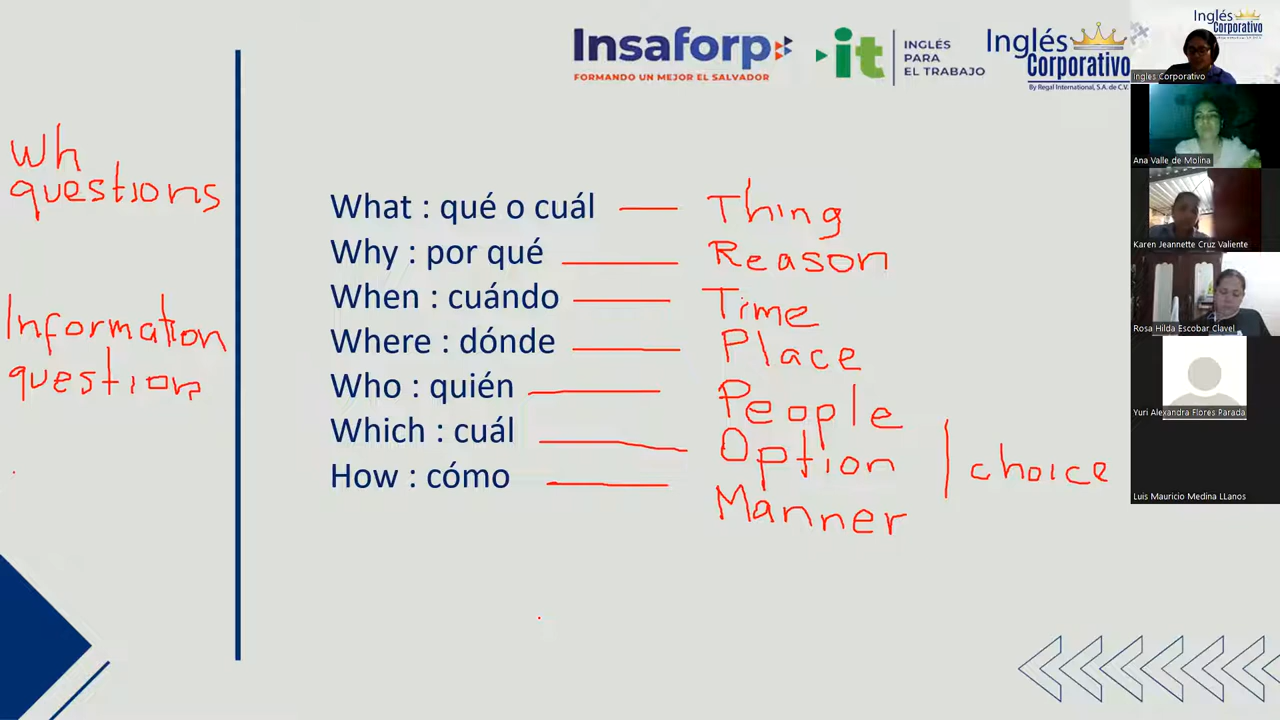 Insaforp
FORMANDO UN MEJOR EL SALVADOR
it
INGLÉS
PARA
EL TRABAJO
Inglés
Corporativo
By Regal International, S.A. de C.V.
Inglés
Corporativo
Ingles Corporativo
Ana Valle de Molina
Karen Jeannette Cruz Valiente
Rosa Hilda Escobar Clavel
Yuri Alexandra Flores Parada
Luis Mauricio Medina LLanos
Wh
questions
Information
question
What : qué o cuál — Thing
Why : por qué — Reason
When : cuándo — Time
Where : dónde — Place
Who : quién — People
Which : cuál — Option | choice
How : cómo — Manner